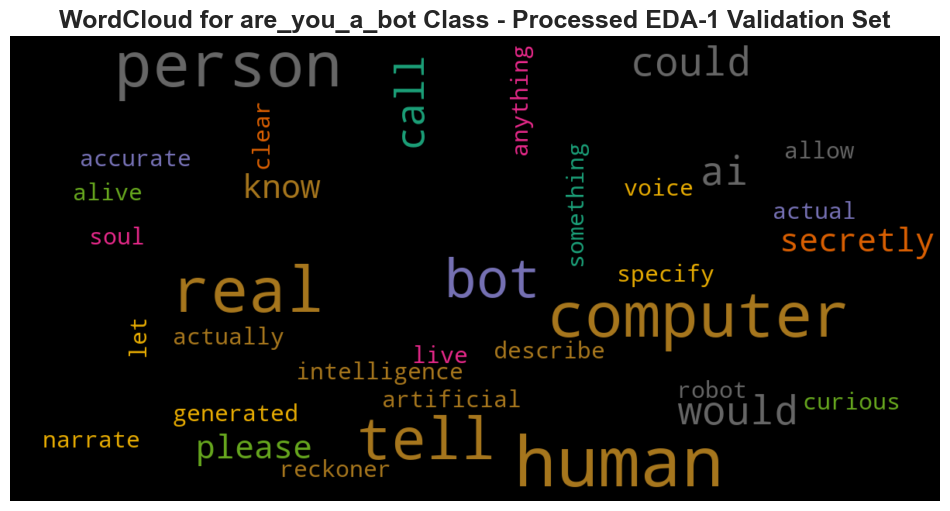 WordCloud for are_you_a_bot Class - Processed EDA-1 Validation Set
person
call
anything
could
clear
accurate
alive
know
something
voice
ai
allow
actual
soul
secretly
real
bot
specify
computer
let
actually
live
describe
intelligence
artificial
robot
would
curious
generated
narrate
please
tell
human
reckoner